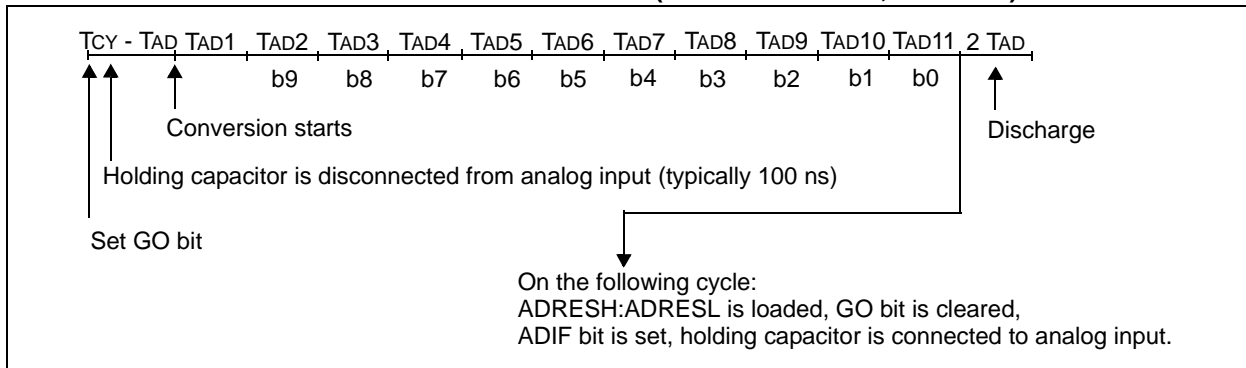 TCY - TAD TAD1 TAD2 TAD3 TAD4 TAD5 TAD6 TAD7 TAD8 TAD9 TAD10 TAD11 2 TAD
b9 b8 b7 b6 b5 b4 b3 b2 b1 b0
Conversion starts
Discharge
Holding capacitor is disconnected from analog input (typically 100 ns)
Set GO bit
On the following cycle:
ADRESH:ADRESL is loaded, GO bit is cleared,
ADIF bit is set, holding capacitor is connected to analog input.